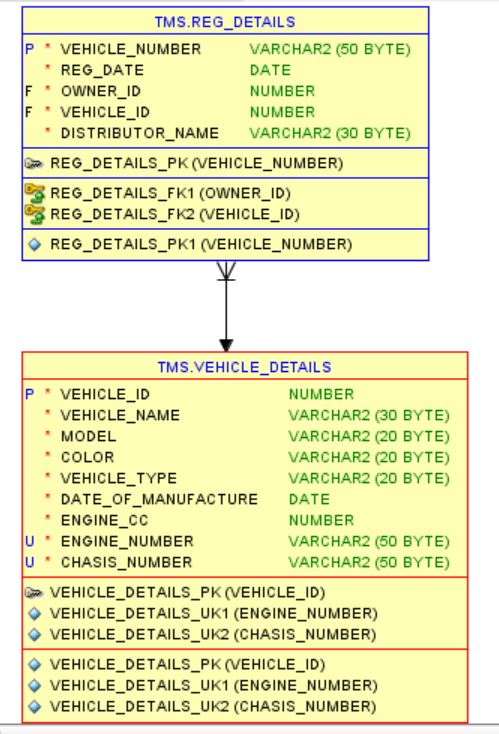 TMS.REG_DETAILS
P * VEHICLE_NUMBER VARCHAR2 (50 BYTE)
* REG_DATE DATE
F * OWNER_ID NUMBER
F * VEHICLE_ID NUMBER
* DISTRIBUTOR_NAME VARCHAR2 (30 BYTE)
REG_DETAILS_PK (VEHICLE_NUMBER)
REG_DETAILS_FK1 (OWNER_ID)
REG_DETAILS_FK2 (VEHICLE_ID)
REG_DETAILS_PK1 (VEHICLE_NUMBER)
TMS.VEHICLE_DETAILS
P * VEHICLE_ID NUMBER
* VEHICLE_NAME VARCHAR2 (30 BYTE)
* MODEL VARCHAR2 (20 BYTE)
* COLOR VARCHAR2 (20 BYTE)
* VEHICLE_TYPE VARCHAR2 (20 BYTE)
* DATE_OF_MANUFACTURE DATE
* ENGINE_CC NUMBER
U * ENGINE_NUMBER VARCHAR2 (50 BYTE)
U * CHASIS_NUMBER VARCHAR2 (50 BYTE)
VEHICLE_DETAILS_PK (VEHICLE_ID)
VEHICLE_DETAILS_UK1 (ENGINE_NUMBER)
VEHICLE_DETAILS_UK2 (CHASIS_NUMBER)
VEHICLE_DETAILS_PK (VEHICLE_ID)
VEHICLE_DETAILS_UK1 (ENGINE_NUMBER)
VEHICLE_DETAILS_UK2 (CHASIS_NUMBER)